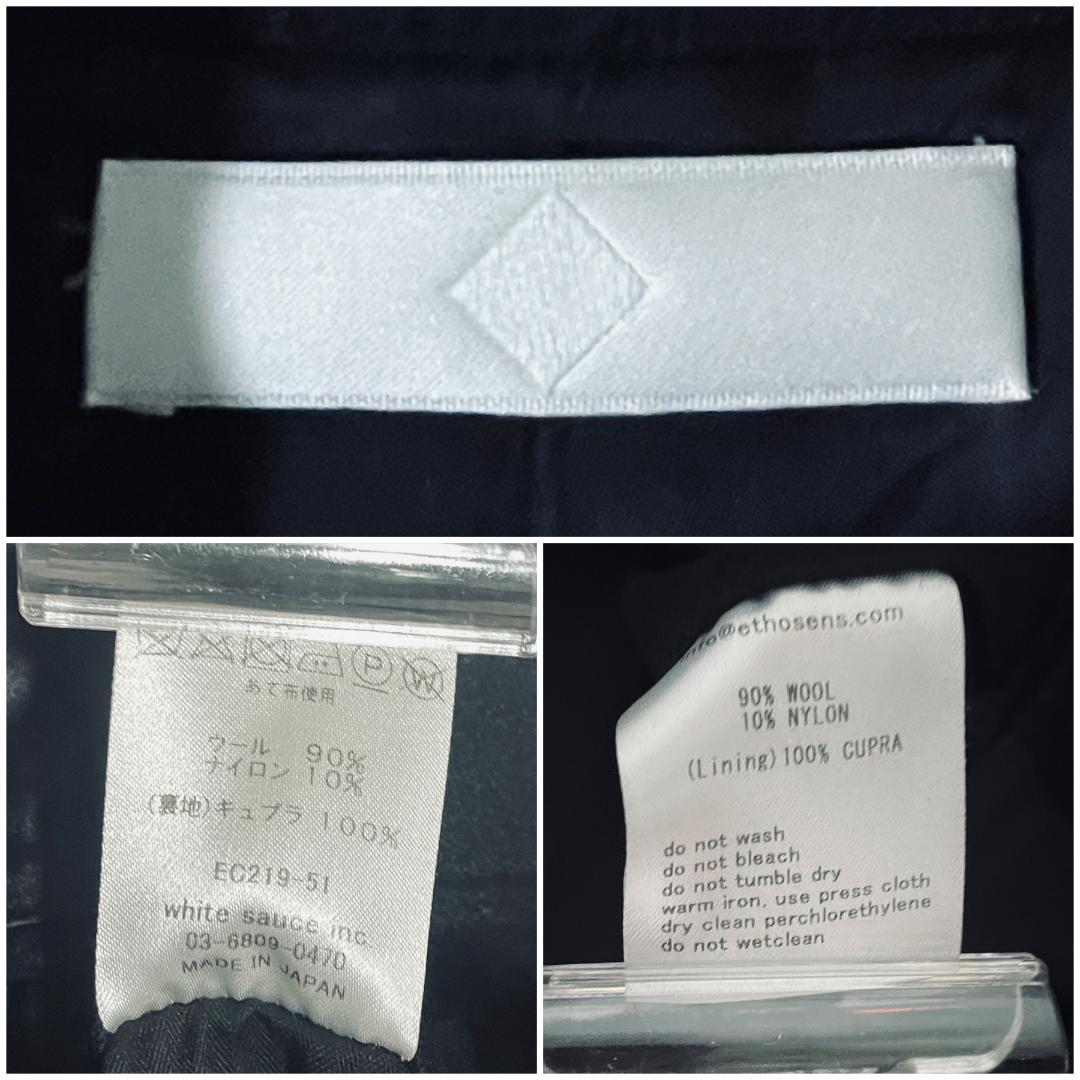 あて布使用
ウール 90%
ナイロン 10%
(裏地)キュプラ 100%
EC219-51
white sauce inc.
03-6809-0470
MADE IN JAPAN
@ethosens.com
90% WOOL
10% NYLON
(Lining)100% CUPRA
do not wash
do not bleach
do not tumble dry
warm iron, use press cloth
dry clean perchlorethylene
do not wetclean